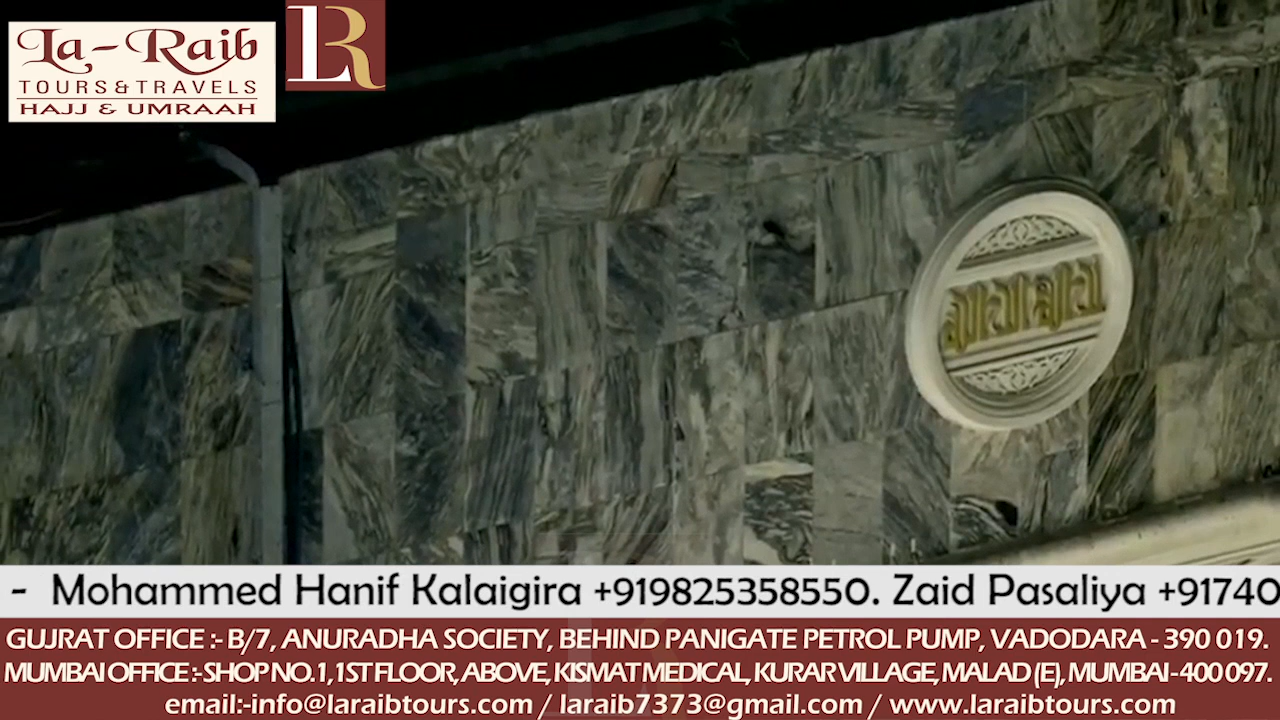 La-Raib
TOURS & TRAVELS
HAJJ & UMRAAH
LR
- Mohammed Hanif Kalaigira +919825358550. Zaid Pasaliya +91740
GUJRAT OFFICE :- B/7, ANURADHA SOCIETY, BEHIND PANIGATE PETROL PUMP, VADODARA - 390 019.
MUMBAI OFFICE :- SHOP NO. 1, 1ST FLOOR, ABOVE, KISMAT MEDICAL, KURAR VILLAGE, MALAD (E), MUMBAI - 400 097.
email:-info@laraibtours.com / laraib7373@gmail.com / www.laraibtours.com